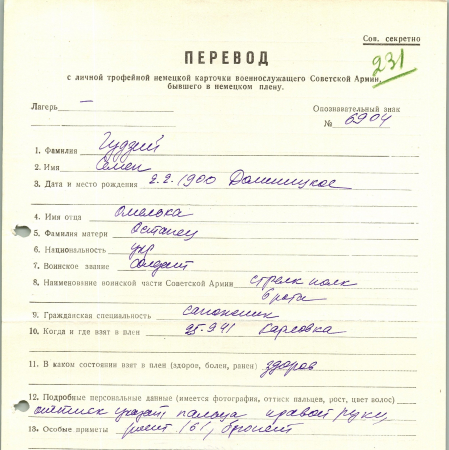 Сов. секретно
231
ПЕРЕВОД
с личной трофейной немецкой карточки военнослужащего Советской Армии,
бывшего в немецком плену.
Лагерь –
Опознавательный знак
№ 6904
1. Фамилия Гудзий
2. Имя Семен
3. Дата и место рождения 2.2.1900
4. Имя отца Омелька
5. Фамилия матери Остапец
6. Национальность укр
7. Воинское звание солдат
8. Наименование воинской части Советской Армии стрелк полк
6 рота
9. Гражданская специальность сапожник
10. Когда и где взят в плен 25.9.41 Карловка
11. В каком состоянии взят в плен (здоров, болен, ранен) здоров
12. Подробные персональные данные (имеется фотография, оттиск пальцев, рост, цвет волос)
оттиск указат, пальца правой руки,
13. Особые приметы рост 161, брюнет